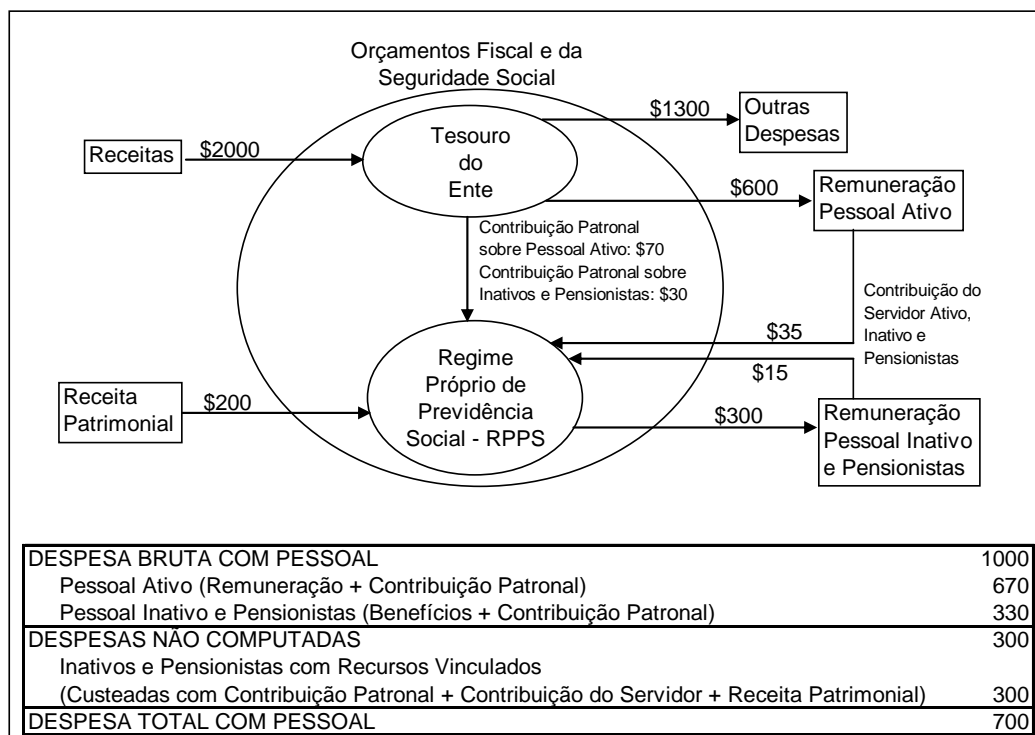 Orçamentos Fiscal e da
Seguridade Social
Receitas
$2000
Tesouro
do
Ente
$1300
Outras
Despesas
$600
Remuneração
Pessoal Ativo
Contribuição Patronal
sobre Pessoal Ativo: $70
Contribuição Patronal sobre
Inativos e Pensionistas: $30
Contribuição do
Servidor Ativo,
Inativo e
Pensionistas
$35
$15
Receita
Patrimonial
$200
Regime
Próprio de
Previdência
Social - RPPS
$300
Remuneração
Pessoal Inativo
e Pensionistas
DESPESA BRUTA COM PESSOAL 1000
Pessoal Ativo (Remuneração + Contribuição Patronal) 670
Pessoal Inativo e Pensionistas (Benefícios + Contribuição Patronal) 330
DESPESAS NÃO COMPUTADAS 300
Inativos e Pensionistas com Recursos Vinculados
(Custeadas com Contribuição Patronal + Contribuição do Servidor + Receita Patrimonial) 300
DESPESA TOTAL COM PESSOAL 700